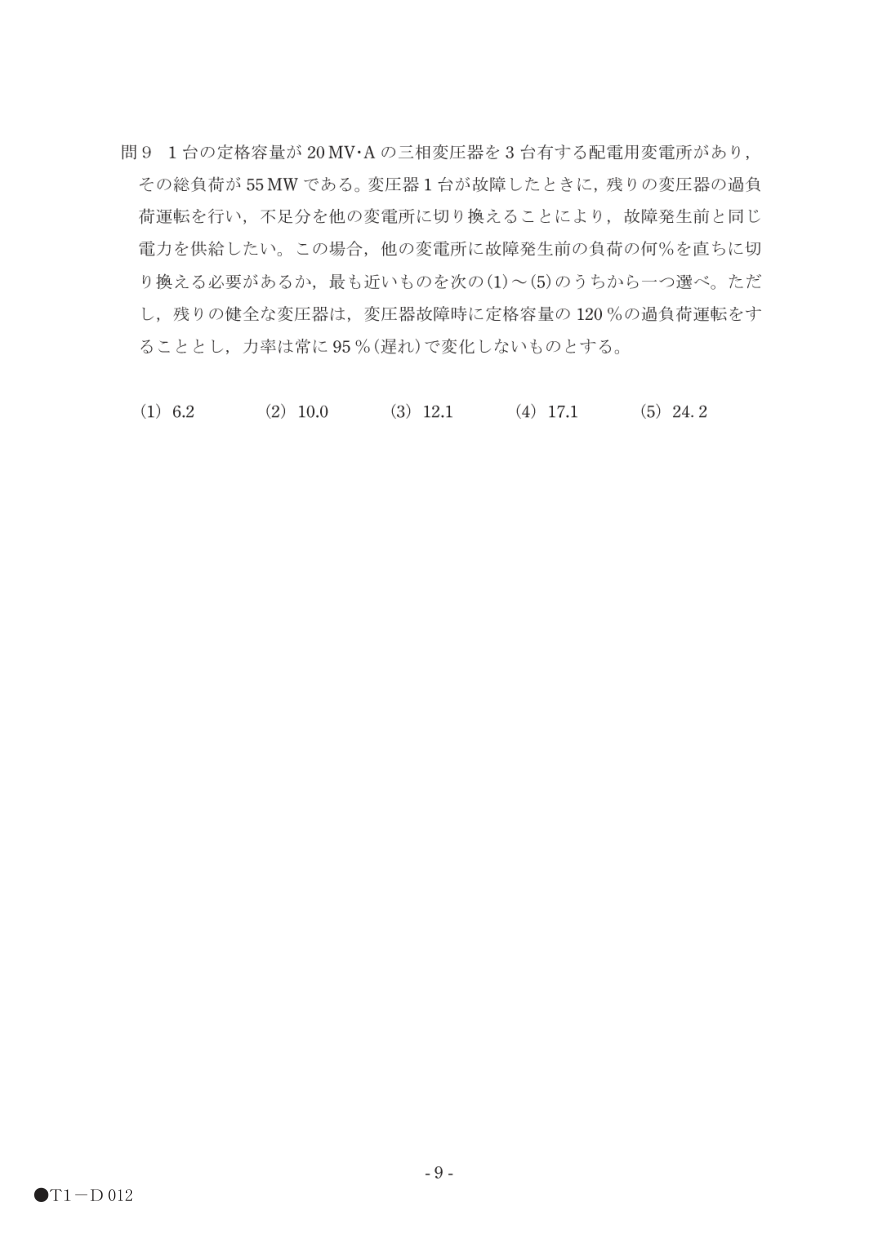 問９　1 台の定格容量が 20 MV･A の三相変圧器を 3 台有する配電用変電所があり，
その総負荷が 55 MW である。変圧器 1 台が故障したときに，残りの変圧器の過負
荷運転を行い，不足分を他の変電所に切り換えることにより，故障発生前と同じ
電力を供給したい。この場合，他の変電所に故障発生前の負荷の何％を直ちに切
り換える必要があるか，最も近いものを次の(1)～(5)のうちから一つ選べ。ただ
し，残りの健全な変圧器は，変圧器故障時に定格容量の 120 ％の過負荷運転をす
ることとし，力率は常に 95 ％(遅れ)で変化しないものとする。
(1) 6.2　(2) 10.0　(3) 12.1　(4) 17.1　(5) 24. 2
- 9 -
●T1－D 012